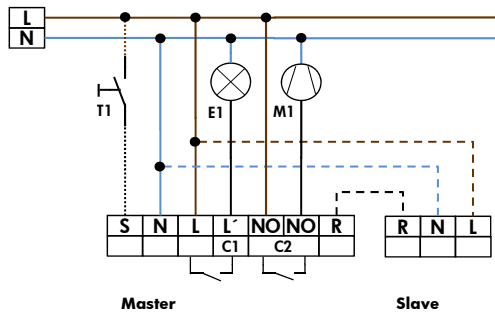 L
N
T1
E1
M1
S N L L´ NO NO R
R N L
C1 C2
Master Slave